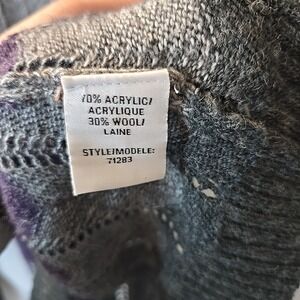 70% ACRYLIC/
ACRYLIQUE
30% WOOL/
LAINE
STYLE/MODELE:
71283